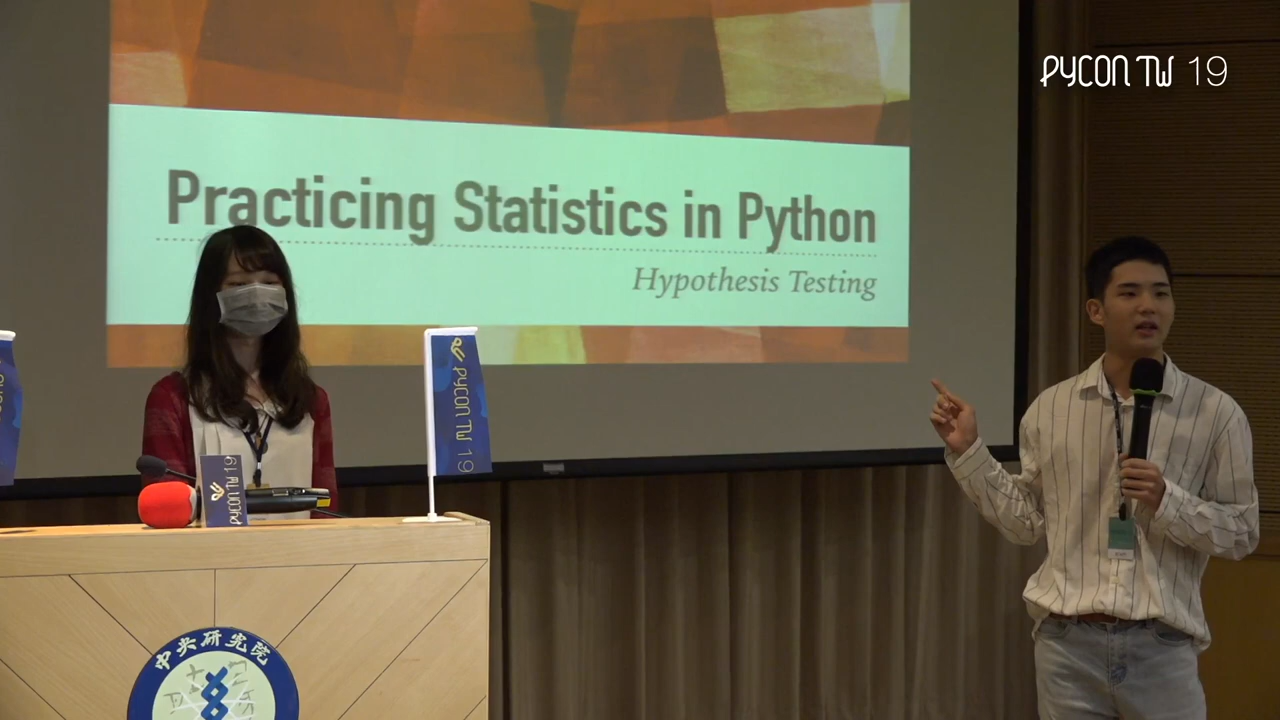 PYCON TW 19
Practicing Statistics in Python
Hypothesis Testing
PYCON TW 19
PYCON TW 19
中央研究院